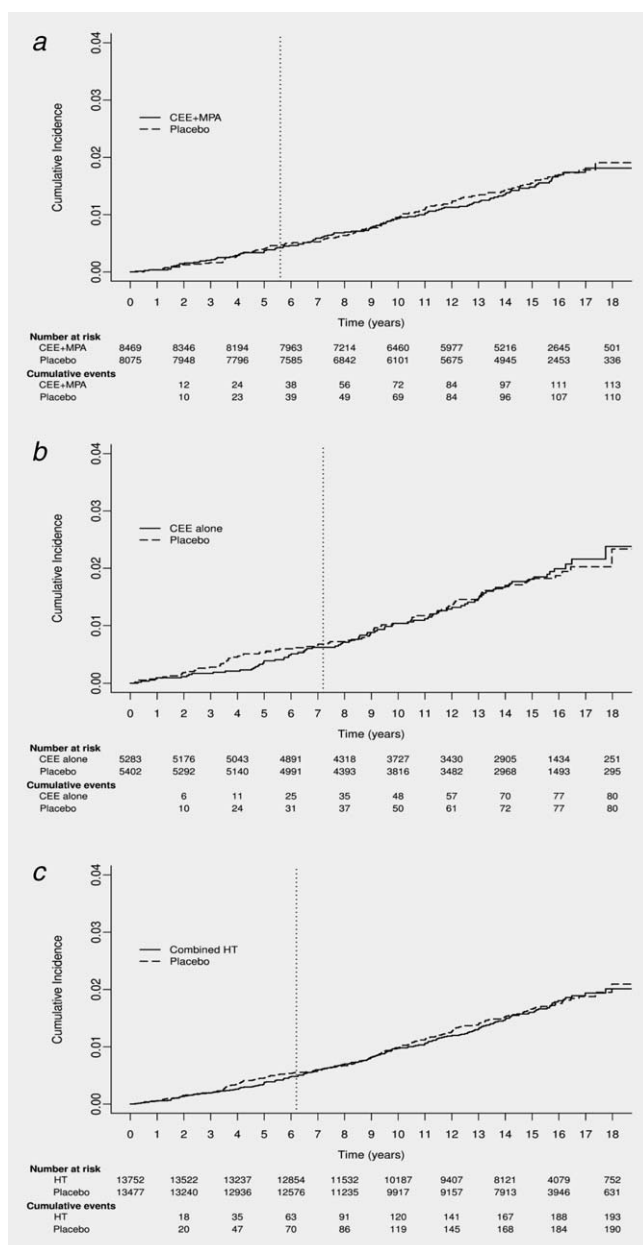 a
0.04
0.03
0.02
0.01
0.00
Cumulative Incidence
CEE+MPA
Placebo
0 1 2 3 4 5 6 7 8 9 10 11 12 13 14 15 16 17 18
Time (years)
Number at risk
CEE+MPA 8469 8346 8194 7963 7214 6460 5977 5216 2645 501
Placebo 8075 7948 7796 7585 6842 6101 5675 4945 2453 336
Cumulative events
CEE+MPA 12 24 38 56 72 84 97 111 113
Placebo 10 23 39 49 69 84 96 107 110
b
0.04
0.03
0.02
0.01
0.00
Cumulative Incidence
CEE alone
Placebo
0 1 2 3 4 5 6 7 8 9 10 11 12 13 14 15 16 17 18
Time (years)
Number at risk
CEE alone 5283 5176 5043 4891 4318 3727 3430 2905 1434 251
Placebo 5402 5292 5140 4991 4393 3816 3482 2968 1493 295
Cumulative events
CEE alone 6 11 25 35 48 57 70 77 80
Placebo 10 24 31 37 50 61 72 77 80
c
0.04
0.03
0.02
0.01
0.00
Cumulative Incidence
Combined HT
Placebo
0 1 2 3 4 5 6 7 8 9 10 11 12 13 14 15 16 17 18
Time (years)
Number at risk
HT 13752 13522 13237 12854 11532 10187 9407 8121 4079 752
Placebo 13477 13240 12936 12576 11235 9917 9157 7913 3946 631
Cumulative events
HT 18 35 63 91 120 141 167 188 193
Placebo 20 47 70 86 119 145 168 184 190